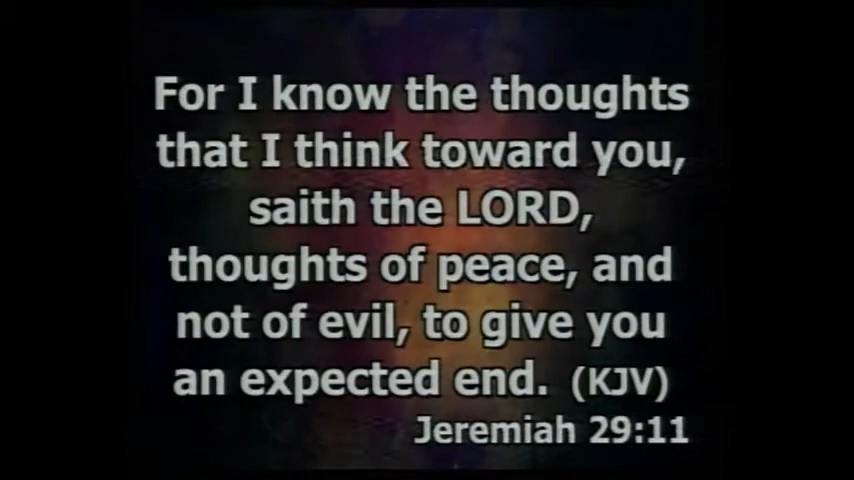 For I know the thoughts
that I think toward you,
saith the LORD,
thoughts of peace, and
not of evil, to give you
an expected end. (KJV)
Jeremiah 29:11